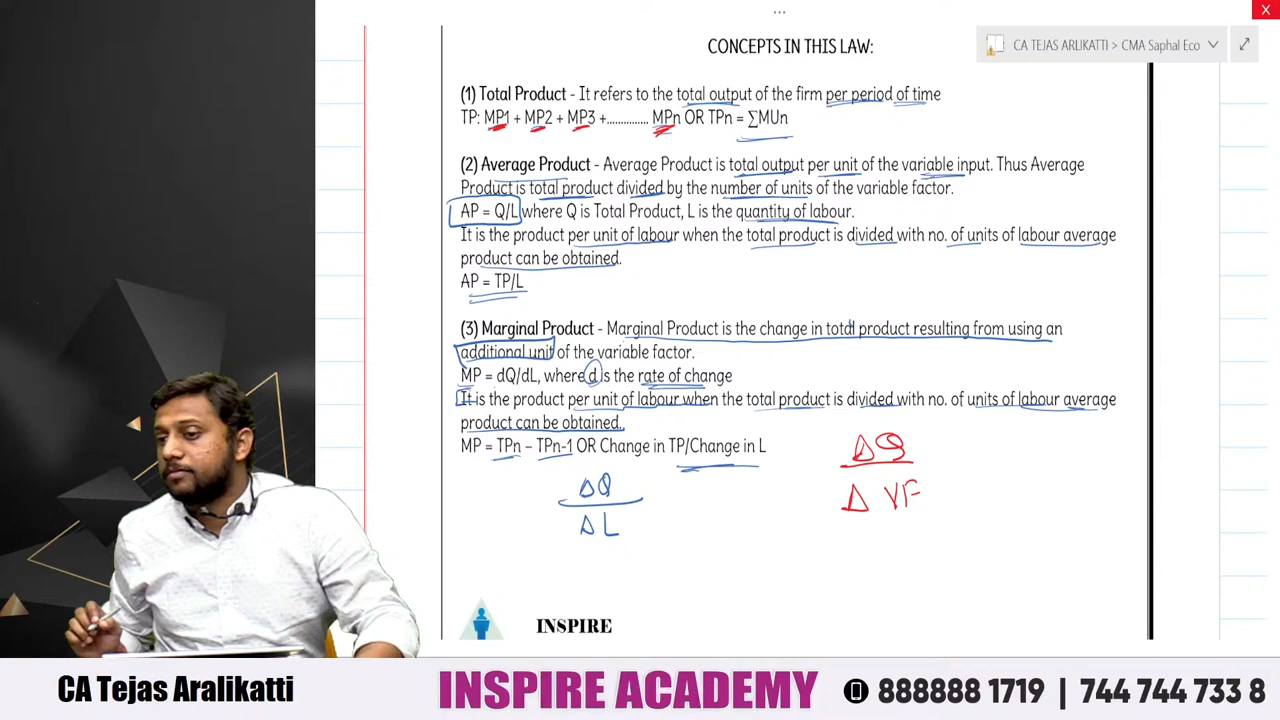 ...
CONCEPTS IN THIS LAW:
CA TEJAS ARLIKATTI > CMA Saphal Eco
(1) Total Product - It refers to the total output of the firm per period of time
TP: MP1 + MP2 + MP3 +............... MPn OR TPn = ∑MUn
(2) Average Product - Average Product is total output per unit of the variable input. Thus Average
Product is total product divided by the number of units of the variable factor.
AP = Q/L where Q is Total Product, L is the quantity of labour.
It is the product per unit of labour when the total product is divided with no. of units of labour average
product can be obtained.
AP = TP/L
(3) Marginal Product - Marginal Product is the change in total product resulting from using an
additional unit of the variable factor.
MP = dQ/dL, where d is the rate of change
It is the product per unit of labour when the total product is divided with no. of units of labour average
product can be obtained.
MP = TPn – TPn-1 OR Change in TP/Change in L
ΔQ
ΔL
ΔQ
Δ VF
INSPIRE
CA Tejas Aralikatti
INSPIRE ACADEMY
888888 1719 | 744 744 733 8